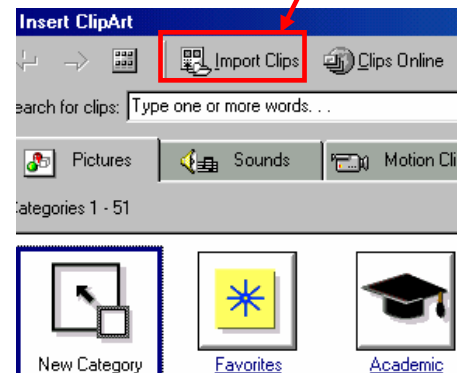 Insert ClipArt
Import Clips Clips Online
earch for clips: Type one or more words. . .
Pictures Sounds Motion Cli
ategories 1 - 51
New Category Favorites Academic